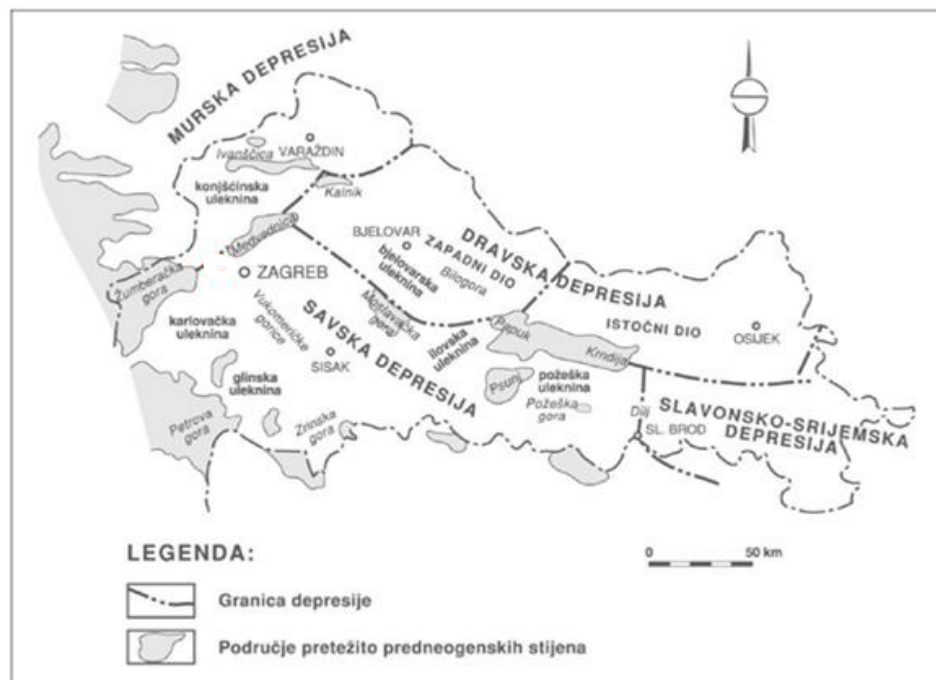 MURSKA DEPRESIJA
Ivanščica
VARAŽDIN
konjšćinska
uleknina
Kalnik
Medvednica
BJELOVAR
bjelovarska
uleknina
ZAPADNI DIO
Bilogora
DRAVSKA DEPRESIJA
ISTOČNI DIO
OSIJEK
Žumberačka
gora
ZAGREB
karlovačka
uleknina
Vukomeričke
gorice
SISAK
SAVSKA DEPRESIJA
Moslavačka
gora
ilovska
uleknina
Papuk
Krndija
glinska
uleknina
Psunj
požeška
uleknina
Požeška
gora
Petrova
gora
Zrinska
gora
Dilj
SL. BROD
SLAVONSKO-SRIJEMSKA
DEPRESIJA
LEGENDA:
0 50 km
Granica depresije
Područje pretežito predneogenskih stijena